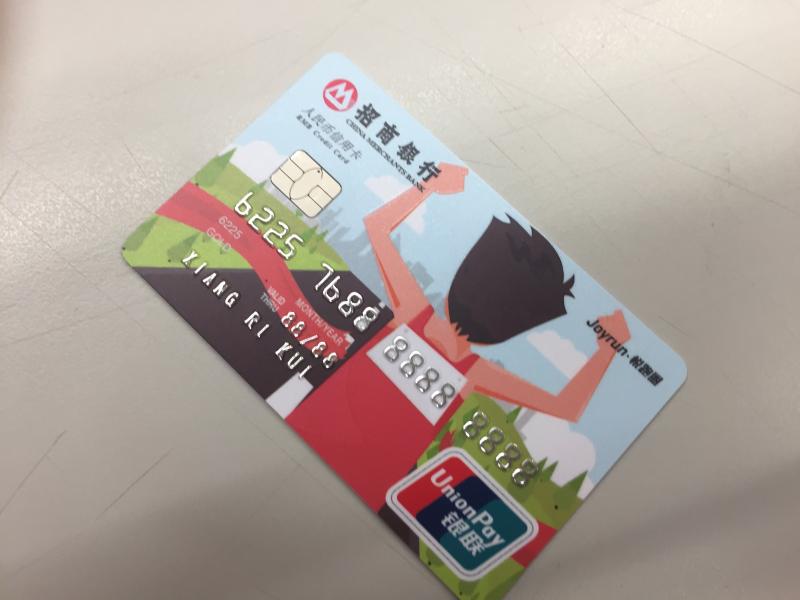 招商银行
CHINA MERCHANTS BANK
人民币信用卡
RMB Credit Card
Joyrun·悦跑圈
6225 7688 8888 8888
6225
GOLD
VALID THRU
MONTH/YEAR
88/88
XIANG RI KUI
UnionPay
银联